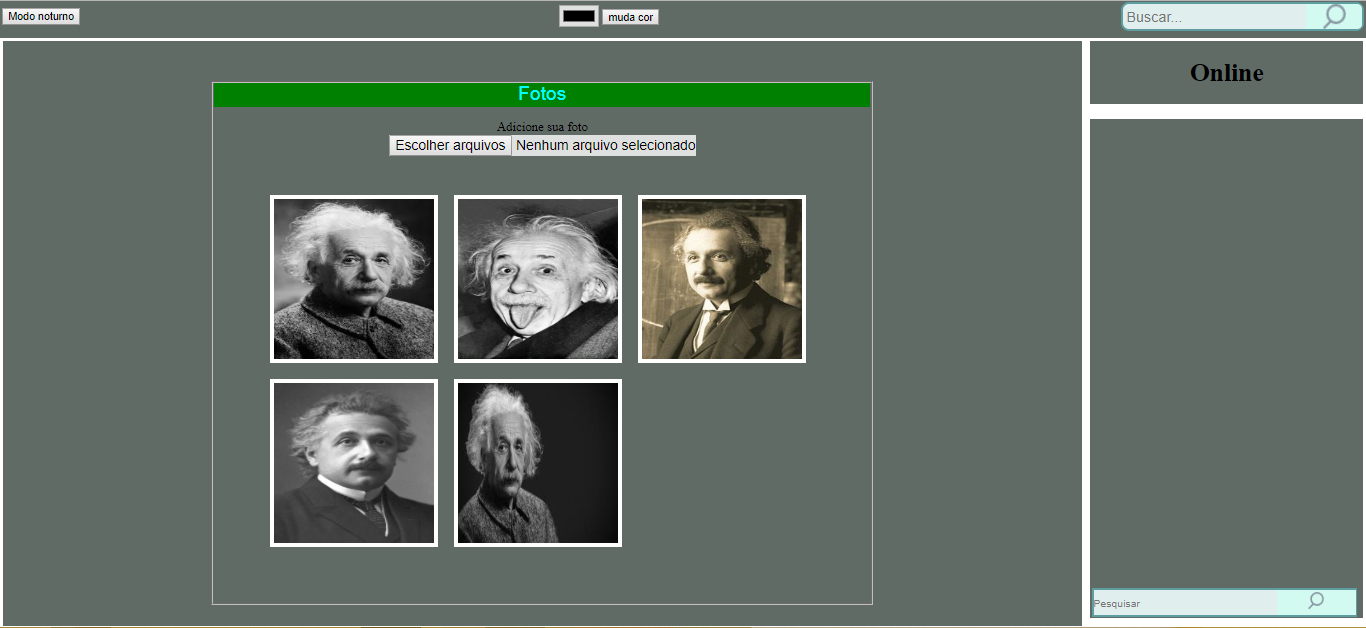 Modo noturno
muda cor
Buscar...
Fotos
Adicione sua foto
Escolher arquivos Nenhum arquivo selecionado
Online
Pesquisar